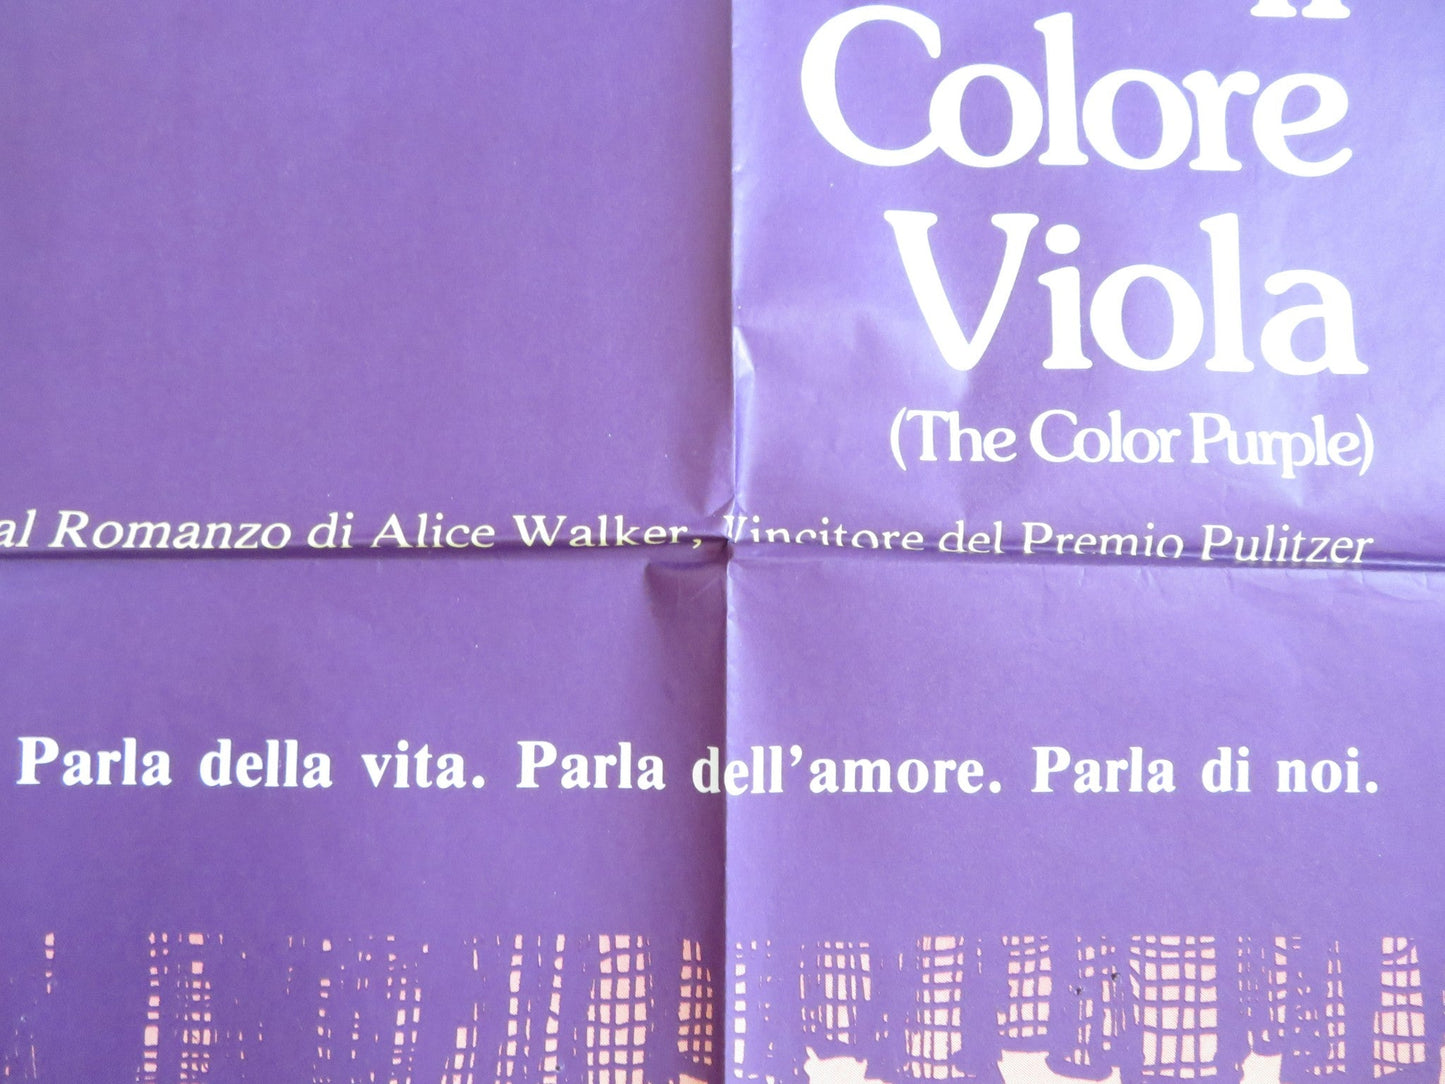 Colore
Viola
(The Color Purple)
al Romanzo di Alice Walker, Vincitore del Premio Pulitzer
Parla della vita. Parla dell'amore. Parla di noi.